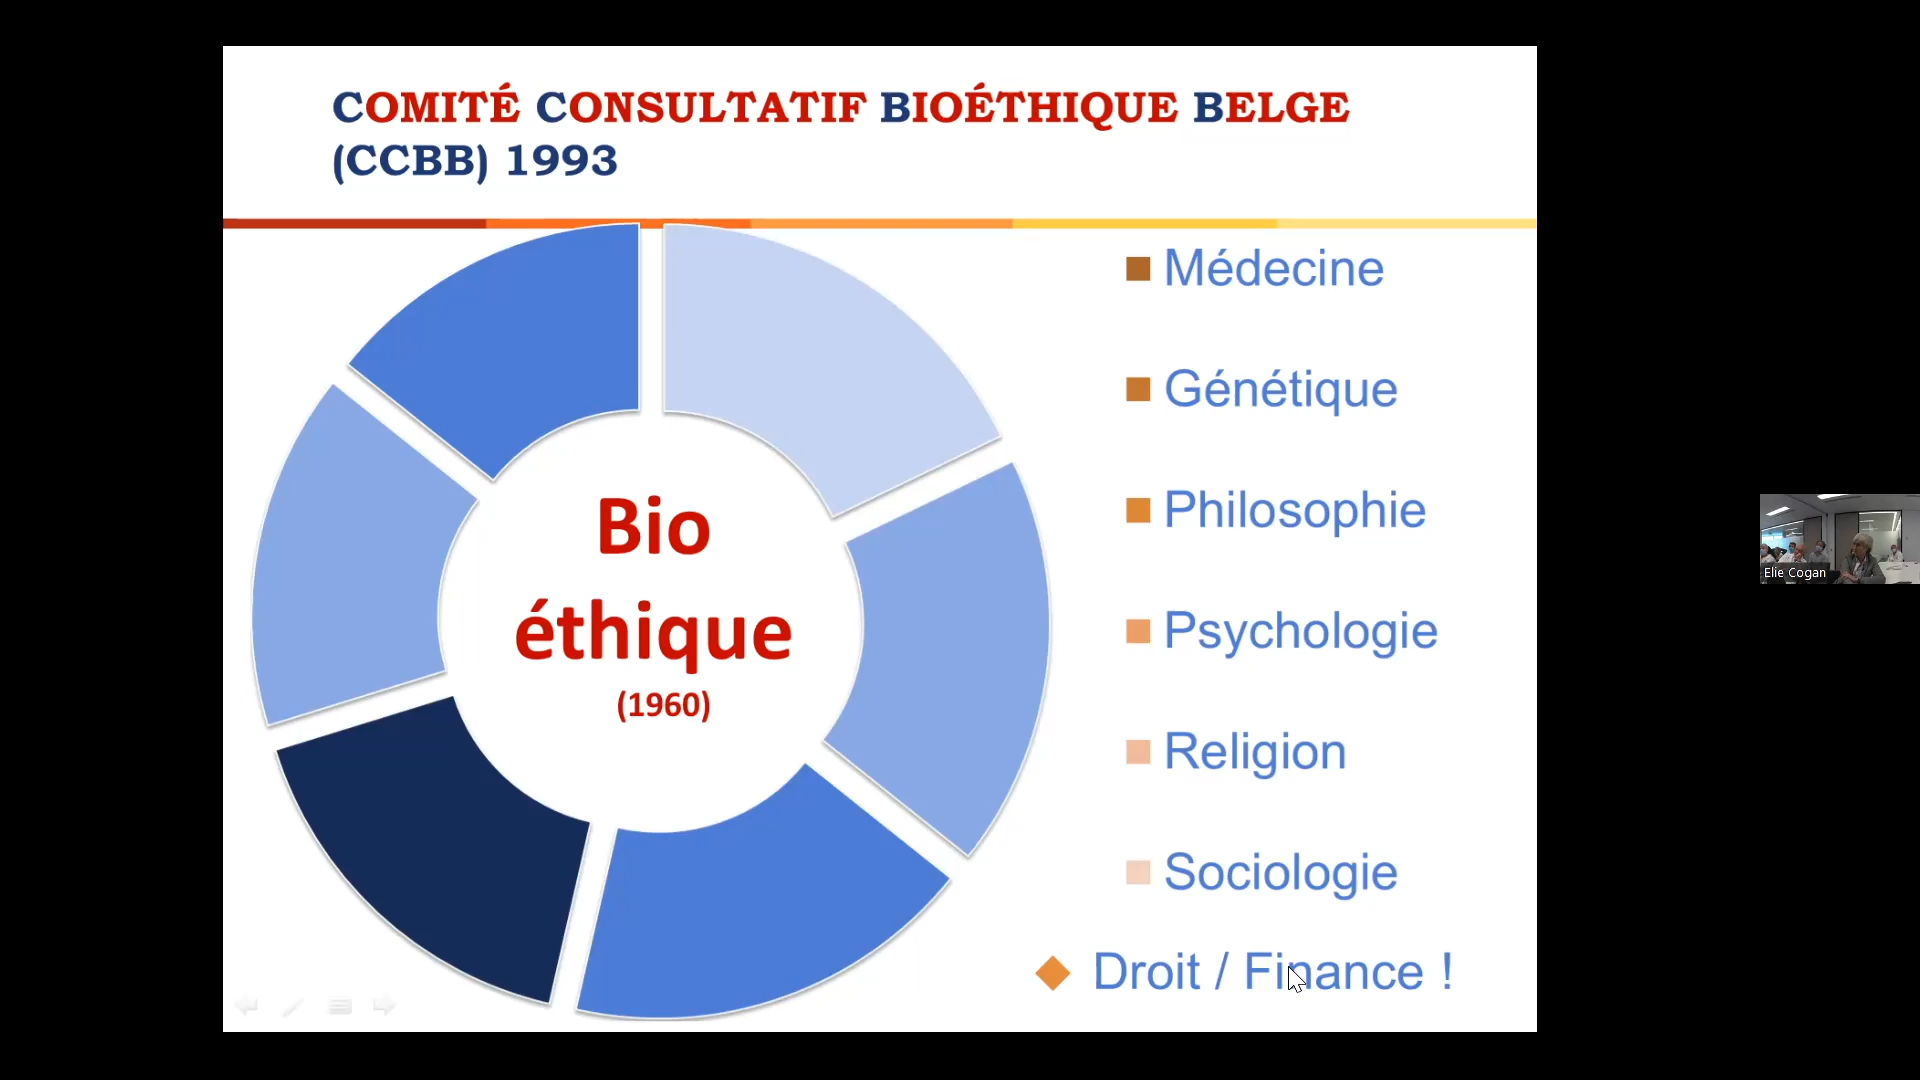 COMITÉ CONSULTATIF BIOÉTHIQUE BELGE
(CCBB) 1993
Bio
éthique
(1960)
Médecine
Génétique
Philosophie
Psychologie
Religion
Sociologie
Droit / Finance !
Elie Cogan